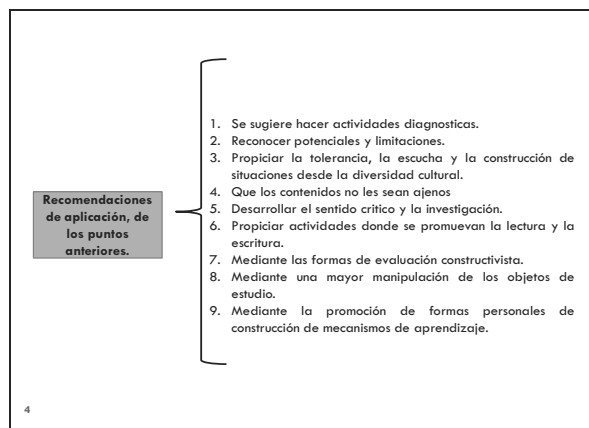 Recomendaciones
de aplicación, de
los puntos
anteriores.
1. Se sugiere hacer actividades diagnosticas.
2. Reconocer potenciales y limitaciones.
3. Propiciar la tolerancia, la escucha y la construcción de
situaciones desde la diversidad cultural.
4. Que los contenidos no les sean ajenos
5. Desarrollar el sentido critico y la investigación.
6. Propiciar actividades donde se promuevan la lectura y la
escritura.
7. Mediante las formas de evaluación constructivista.
8. Mediante una mayor manipulación de los objetos de
estudio.
9. Mediante la promoción de formas personales de
construcción de mecanismos de aprendizaje.
4